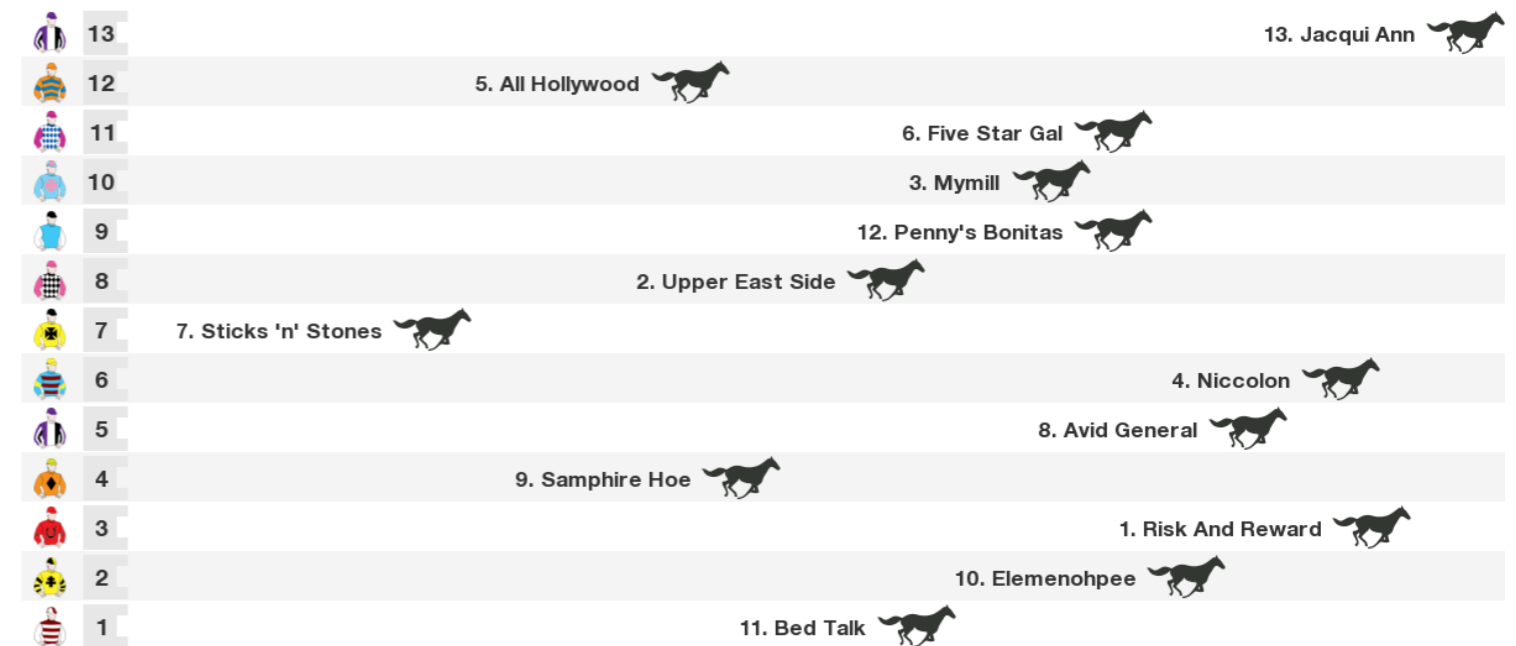 13 13. Jacqui Ann
12 5. All Hollywood
11 6. Five Star Gal
10 3. Mymill
9 12. Penny's Bonitas
8 2. Upper East Side
7 7. Sticks 'n' Stones
6 4. Niccolon
5 8. Avid General
4 9. Samphire Hoe
3 1. Risk And Reward
2 10. Elemenohpee
1 11. Bed Talk